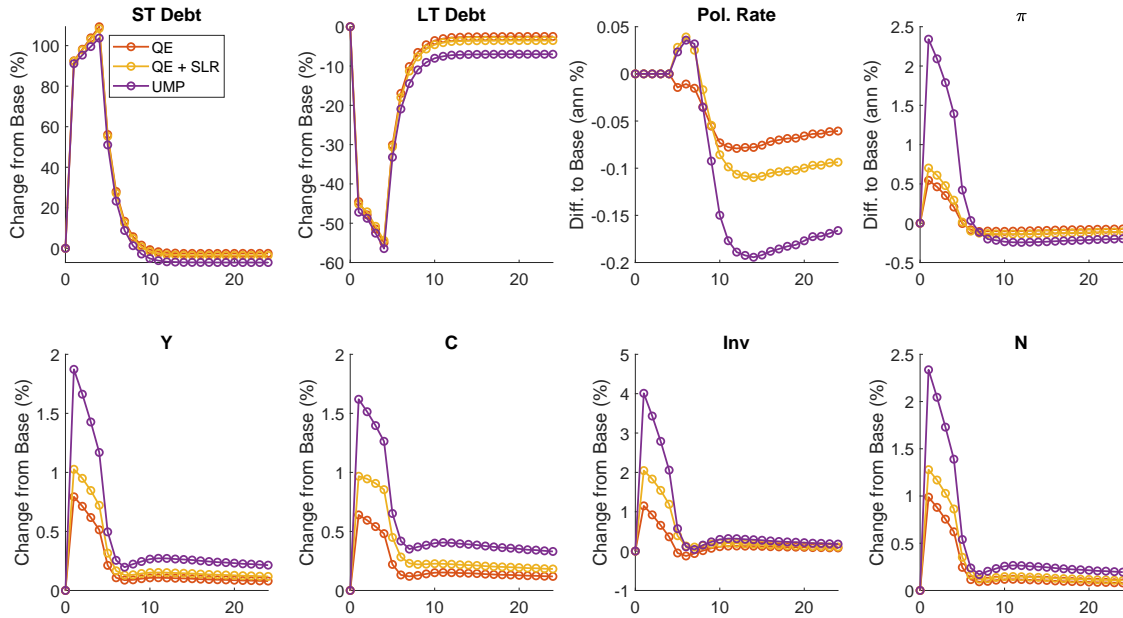 ST Debt
Change from Base (%)
100
80
60
40
20
0
0 10 20
QE
QE + SLR
UMP
LT Debt
Change from Base (%)
0
-10
-20
-30
-40
-50
-60
0 10 20
Pol. Rate
Diff. to Base (ann %)
0.05
0
-0.05
-0.1
-0.15
-0.2
0 10 20
π
Diff. to Base (ann %)
2.5
2
1.5
1
0.5
0
-0.5
0 10 20
Y
Change from Base (%)
2
1.5
1
0.5
0
0 10 20
C
Change from Base (%)
2
1.5
1
0.5
0
0 10 20
Inv
Change from Base (%)
5
4
3
2
1
0
-1
0 10 20
N
Change from Base (%)
2.5
2
1.5
1
0.5
0
0 10 20